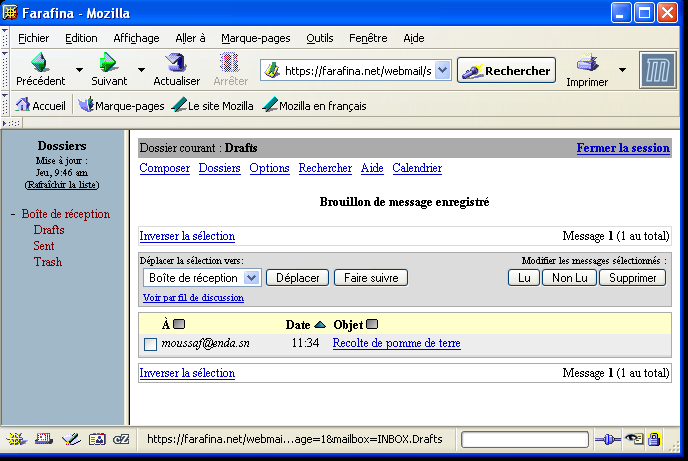 Farafina - Mozilla
Fichier Edition Affichage Aller à Marque-pages Outils Fenêtre Aide
Précédent Suivant Actualiser Arrêter https://farafina.net/webmail/s Rechercher Imprimer
Accueil Marque-pages Le site Mozilla Mozilla en français
Dossiers
Mise à jour :
Jeu, 9:46 am
(Rafraîchir la liste)
- Boîte de réception
Drafts
Sent
Trash
Dossier courant : Drafts Fermer la session
Composer Dossiers Options Rechercher Aide Calendrier
Brouillon de message enregistré
Inverser la sélection Message 1 (1 au total)
Déplacer la sélection vers: Modifier les messages sélectionnés :
Boîte de réception Déplacer Faire suivre Lu Non Lu Supprimer
Voir par fil de discussion
À Date Objet
moussaf@enda.sn 11:34 Recolte de pomme de terre
Inverser la sélection Message 1 (1 au total)
https://farafina.net/webmai...age=1&mailbox=INBOX.Drafts